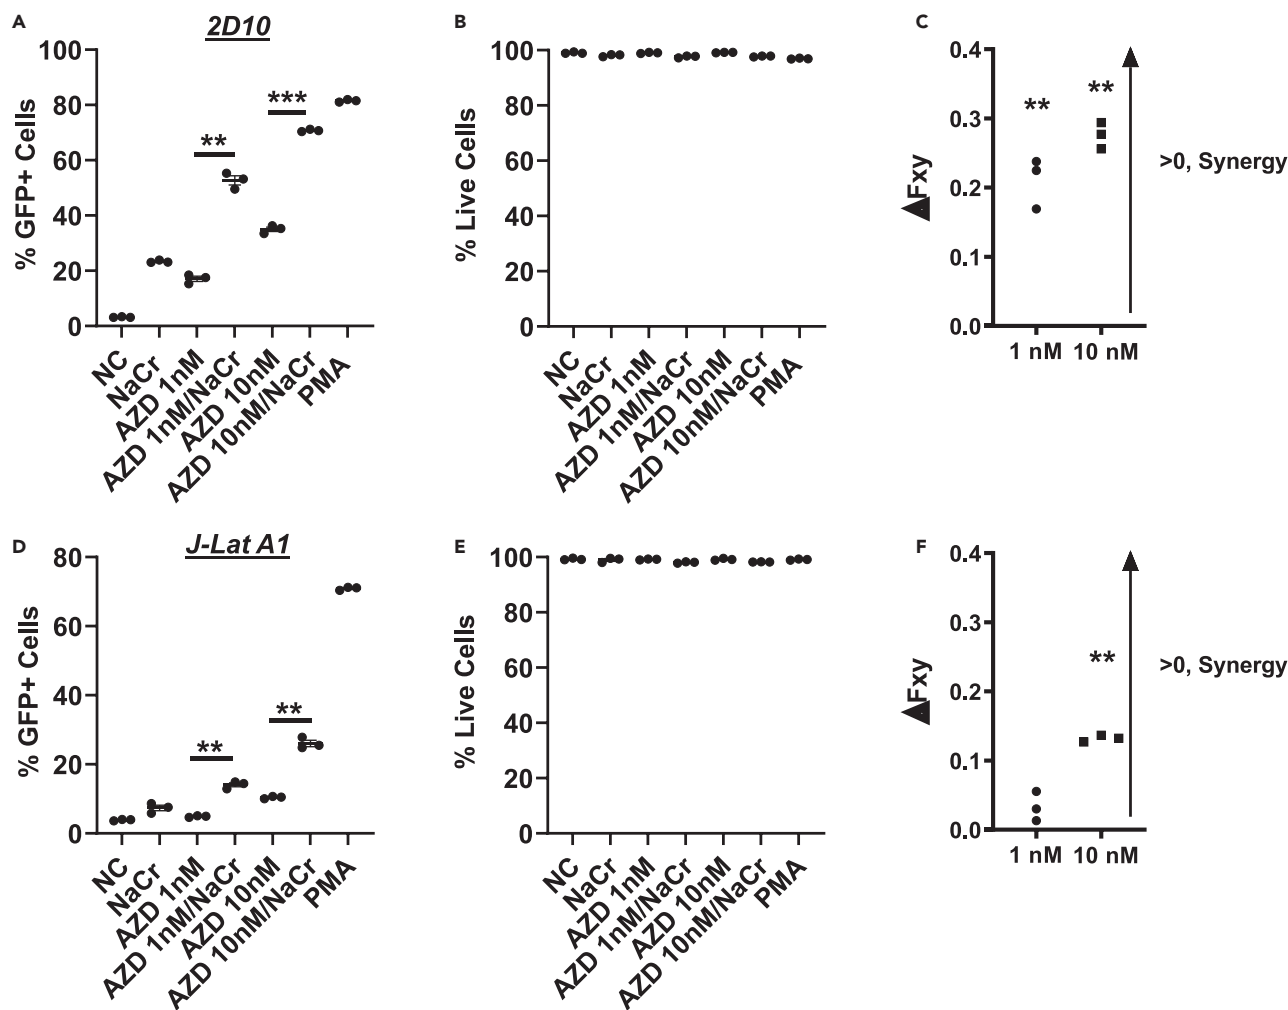 A
2D10
% GFP+ Cells
100
80
60
40
20
0
**
***
NC
NaCr
AZD 1nM
AZD 1nM/NaCr
AZD 10nM
AZD 10nM/NaCr
PMA
B
% Live Cells
100
80
60
40
20
0
NC
NaCr
AZD 1nM
AZD 1nM/NaCr
AZD 10nM
AZD 10nM/NaCr
PMA
C
Fxy
0.4
0.3
0.2
0.1
0.0
**
**
1 nM 10 nM
>0, Synergy
D
J-Lat A1
% GFP+ Cells
80
60
40
20
0
**
**
NC
NaCr
AZD 1nM
AZD 1nM/NaCr
AZD 10nM
AZD 10nM/NaCr
PMA
E
% Live Cells
100
80
60
40
20
0
NC
NaCr
AZD 1nM
AZD 1nM/NaCr
AZD 10nM
AZD 10nM/NaCr
PMA
F
Fxy
0.4
0.3
0.2
0.1
0.0
**
1 nM 10 nM
>0, Synergy